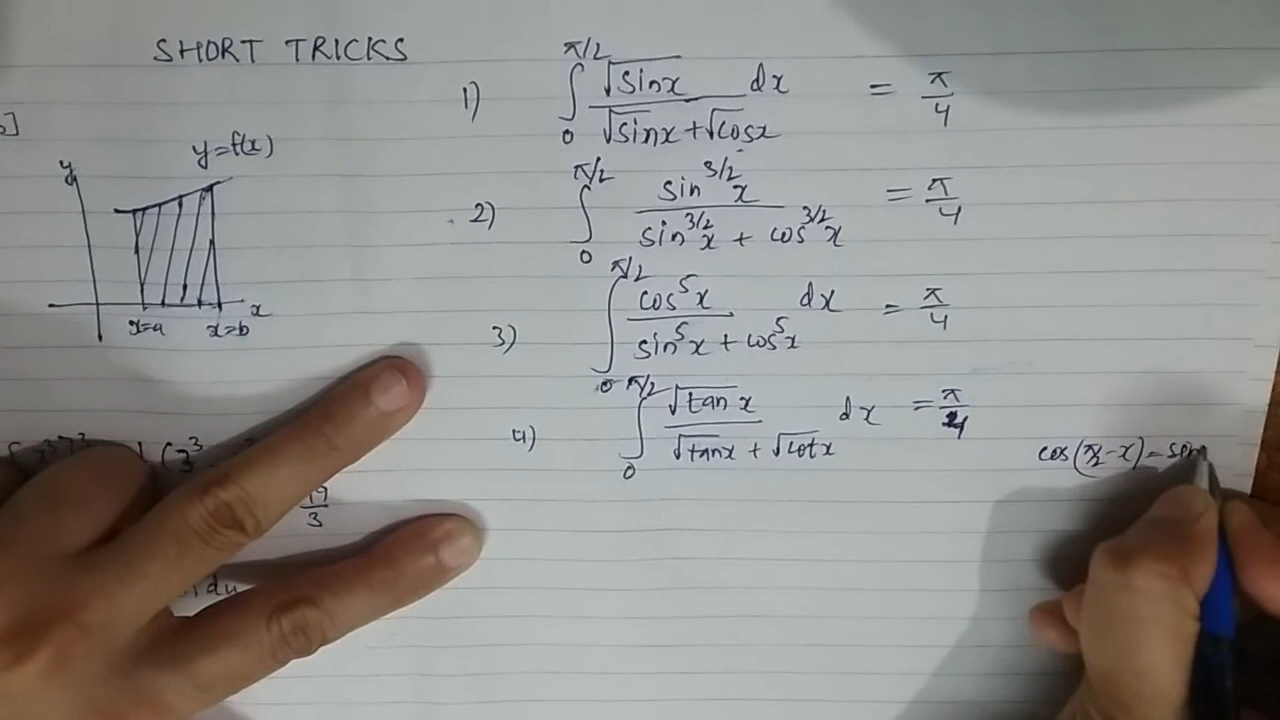 SHORT TRICKS
b]
y
y=f(x)
x
x=a x=b
1) ∫₀^{π/2} √sinx / (√sinx + √cosx) dx = π/4
2) ∫₀^{π/2} sin^{3/2}x / (sin^{3/2}x + cos^{3/2}x) = π/4
3) ∫₀^{π/2} cos⁵x / (sin⁵x + cos⁵x) dx = π/4
4) ∫₀^{π/2} √tanx / (√tanx + √cotx) dx = π/4
cos(π/2-x)=sin
19/3
du